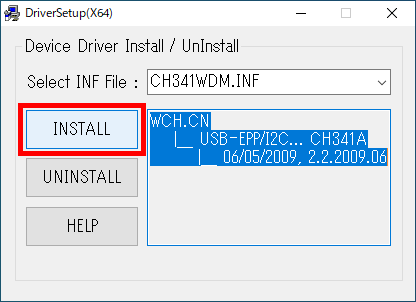 DriverSetup(X64)
Device Driver Install / UnInstall
Select INF File : CH341WDM.INF
INSTALL
UNINSTALL
HELP
WCH.CN
|__ USB-EPP/I2C... CH341A
|__ 06/05/2009, 2.2.2009.06